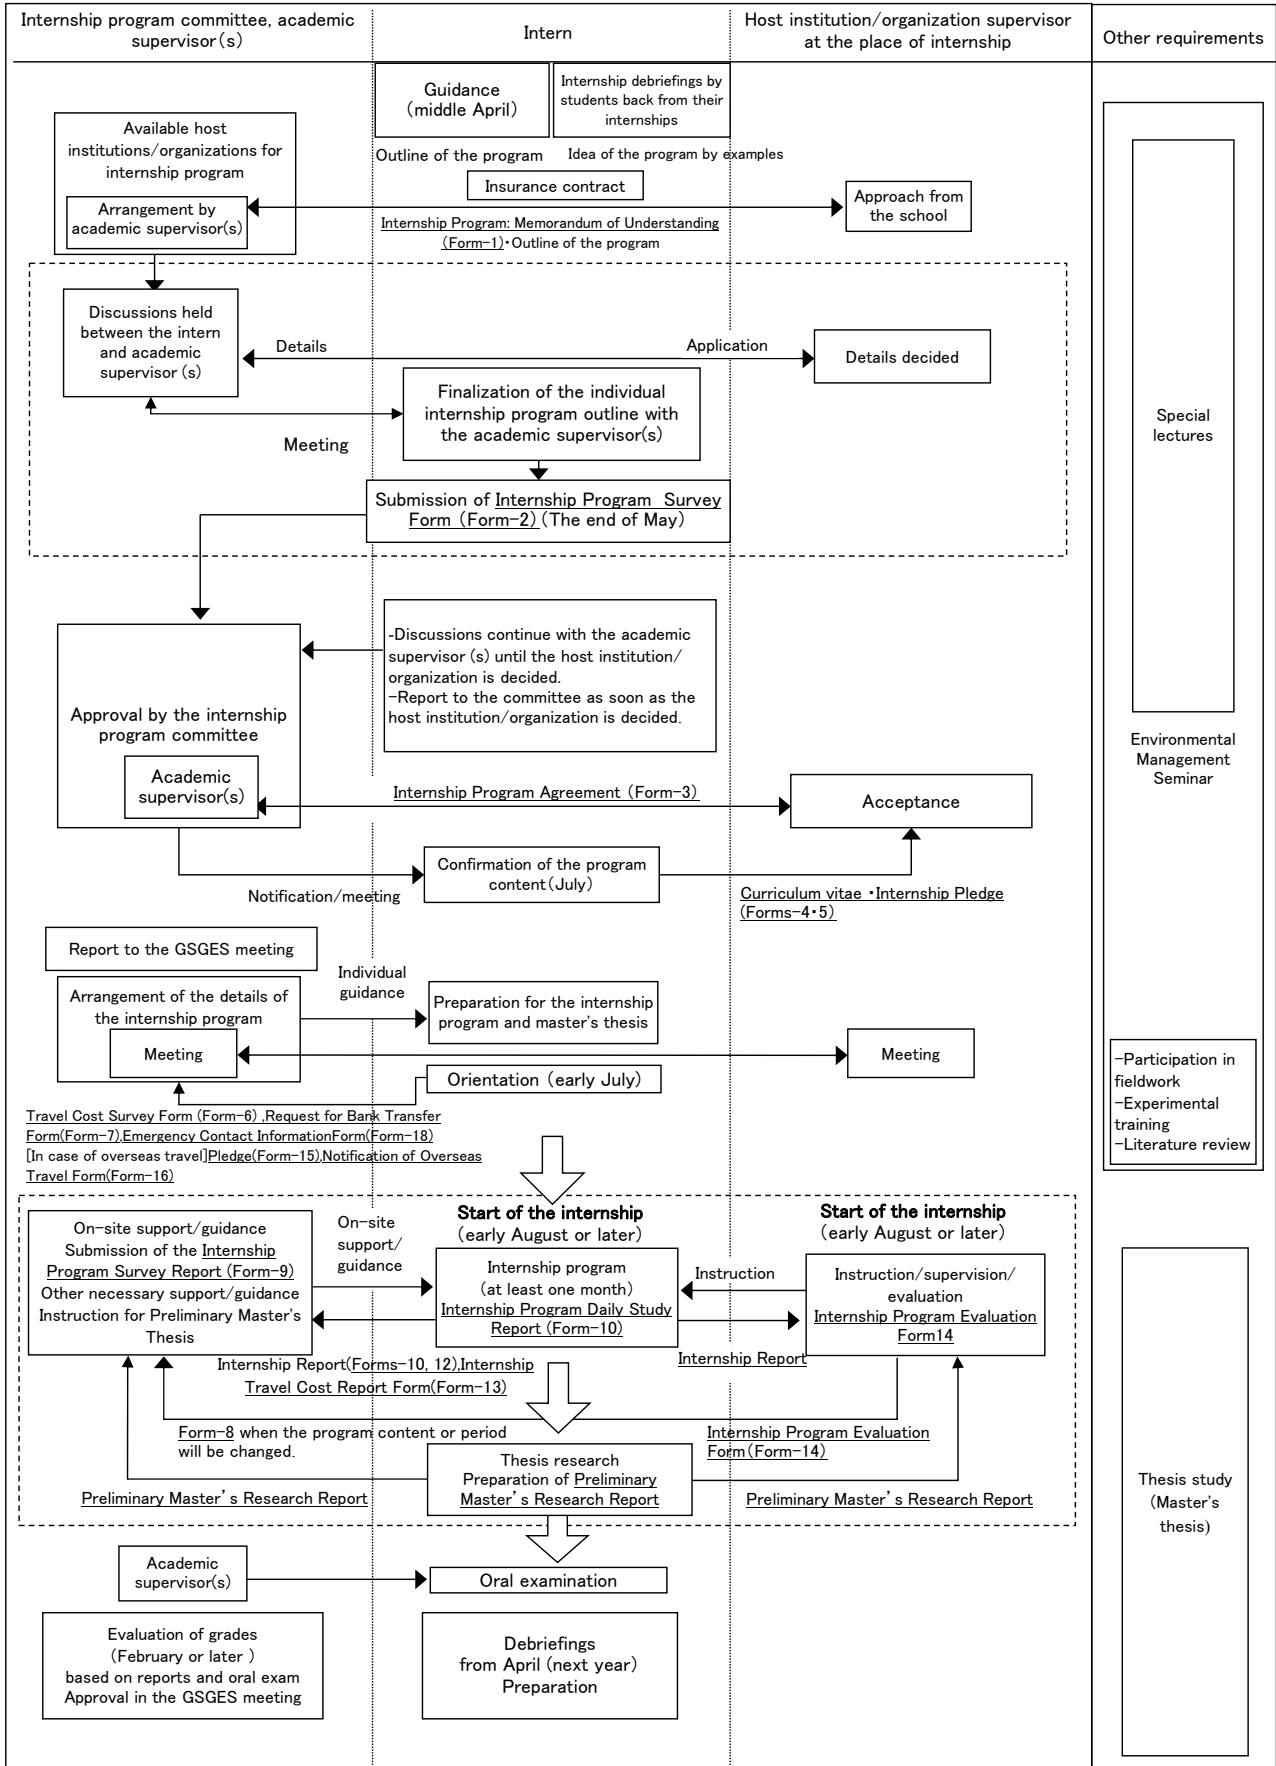 Internship program committee, academic
supervisor(s)
Intern
Host institution/organization supervisor
at the place of internship
Other requirements
Guidance
(middle April)
Internship debriefings by
students back from their
internships
Available host
institutions/organizations for
internship program
Arrangement by
academic supervisor(s)
Outline of the program
Idea of the program by examples
Insurance contract
Internship Program: Memorandum of Understanding
(Form-1)・Outline of the program
Approach from
the school
Discussions held
between the intern
and academic
supervisor (s)
Details
Application
Details decided
Finalization of the individual
internship program outline with
the academic supervisor(s)
Meeting
Submission of Internship Program Survey
Form (Form-2) (The end of May)
Special
lectures
-Discussions continue with the academic
supervisor (s) until the host institution/
organization is decided.
-Report to the committee as soon as the
host institution/organization is decided.
Approval by the internship
program committee
Academic
supervisor(s)
Internship Program Agreement (Form-3)
Acceptance
Environmental
Management
Seminar
Notification/meeting
Confirmation of the program
content(July)
Curriculum vitae ・Internship Pledge
(Forms-4・5)
Report to the GSGES meeting
Arrangement of the details of
the internship program
Meeting
Individual
guidance
Preparation for the internship
program and master's thesis
Meeting
Orientation (early July)
-Participation in
fieldwork
-Experimental
training
-Literature review
Travel Cost Survey Form (Form-6) ,Request for Bank Transfer
Form(Form-7),Emergency Contact InformationForm(Form-18)
[In case of overseas travel]Pledge(Form-15),Notification of Overseas
Travel Form(Form-16)
On-site support/guidance
Submission of the Internship
Program Survey Report (Form-9)
Other necessary support/guidance
Instruction for Preliminary Master's
Thesis
On-site
support/
guidance
Start of the internship
(early August or later)
Internship program
(at least one month)
Internship Program Daily Study
Report (Form-10)
Instruction
Start of the internship
(early August or later)
Instruction/supervision/
evaluation
Internship Program Evaluation
Form14
Internship Report(Forms-10, 12),Internship
Travel Cost Report Form(Form-13)
Internship Report
Form-8 when the program content or period
will be changed.
Internship Program Evaluation
Form(Form-14)
Thesis research
Preparation of Preliminary
Master's Research Report
Preliminary Master's Research Report
Preliminary Master's Research Report
Thesis study
(Master's
thesis)
Academic
supervisor(s)
Oral examination
Evaluation of grades
(February or later )
based on reports and oral exam
Approval in the GSGES meeting
Debriefings
from April (next year)
Preparation